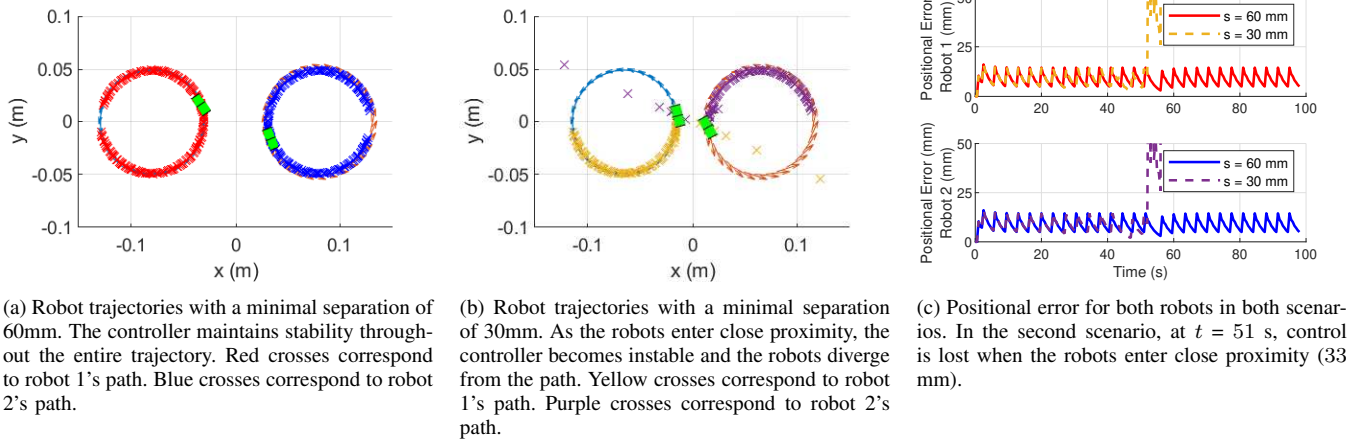 0.1
0.05
0
-0.05
-0.1
y (m)
-0.1
0
0.1
x (m)
0.1
0.05
0
-0.05
-0.1
y (m)
-0.1
0
0.1
x (m)
Positional Error
Robot 1 (mm)
25
0
0
20
40
60
80
100
s = 60 mm
s = 30 mm
Positional Error (mm)
Robot 2
50
25
0
0
20
40
60
80
100
Time (s)
s = 60 mm
s = 30 mm
(a) Robot trajectories with a minimal separation of
60mm. The controller maintains stability through-
out the entire trajectory. Red crosses correspond
to robot 1's path. Blue crosses correspond to robot
2's path.
(b) Robot trajectories with a minimal separation
of 30mm. As the robots enter close proximity, the
controller becomes instable and the robots diverge
from the path. Yellow crosses correspond to robot
1's path. Purple crosses correspond to robot 2's
path.
(c) Positional error for both robots in both scenar-
ios. In the second scenario, at t = 51 s, control
is lost when the robots enter close proximity (33
mm).